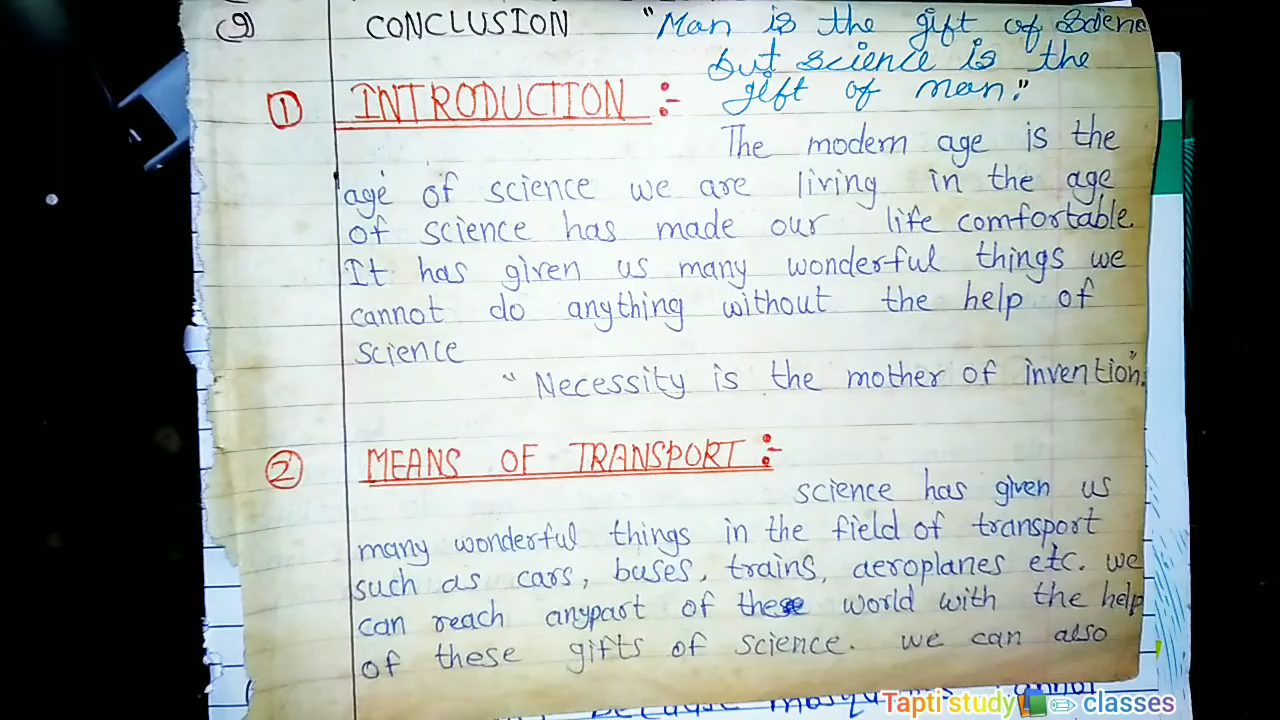 9) CONCLUSION "Man is the gift of Scienc
but science is the
gift of man."
1 INTRODUCTION :-
The modern age is the
age of science we are living in the age
of science has made our life comfortable.
It has given us many wonderful things we
cannot do anything without the help of
science
"Necessity is the mother of invention".
2 MEANS OF TRANSPORT :-
science has given us
many wonderful things in the field of transport
such as cars, buses, trains, aeroplanes etc. we
can reach anypart of these world with the help
of these gifts of science. we can also
because
Tapti study classes